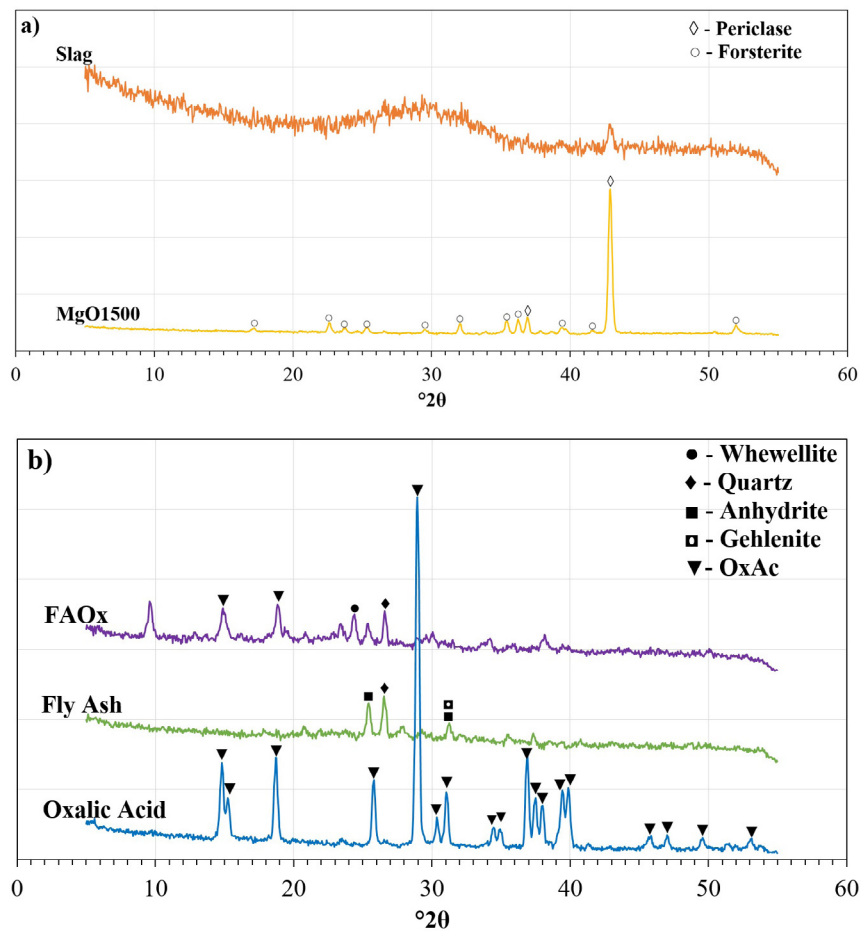 a)
◊ - Periclase
○ - Forsterite
Slag
MgO1500
0 10 20 30 40 50 60
°2θ
b)
● - Whewellite
♦ - Quartz
■ - Anhydrite
◘ - Gehlenite
▼ - OxAc
FAOx
Fly Ash
Oxalic Acid
0 10 20 30 40 50 60
°2θ